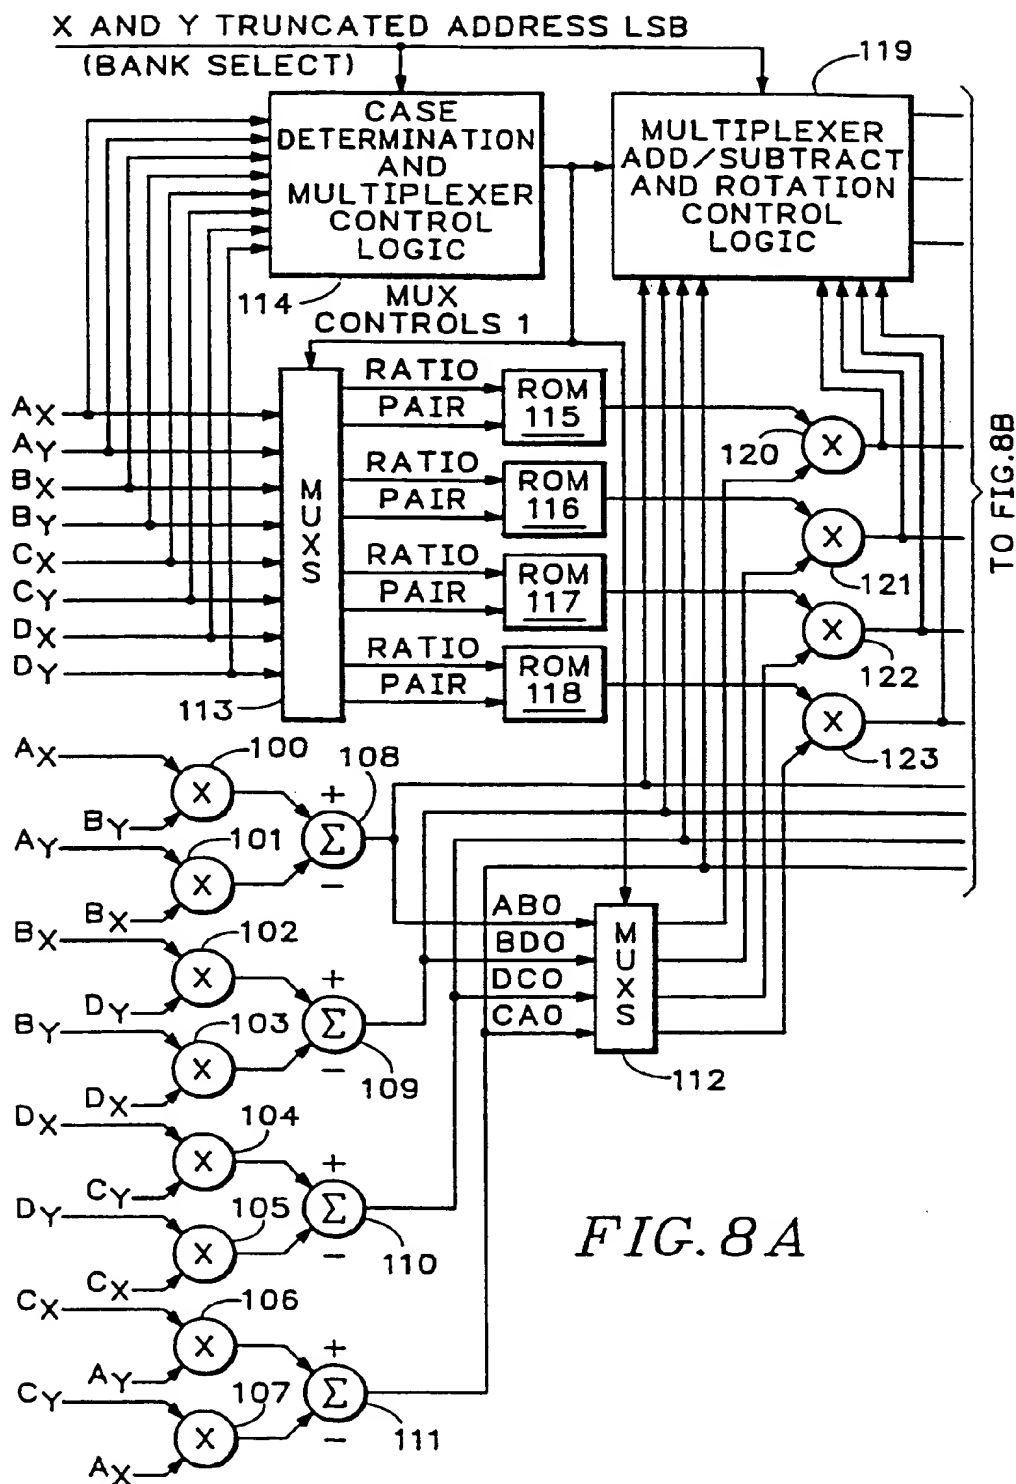 X AND Y TRUNCATED ADDRESS LSB
(BANK SELECT)
119
CASE
DETERMINATION
AND
MULTIPLEXER
CONTROL
LOGIC
MULTIPLEXER
ADD/SUBTRACT
AND ROTATION
CONTROL
LOGIC
114
MUX
CONTROLS 1
AX
AY
BX
BY
CX
CY
DX
DY
MUXS
113
RATIO
PAIR
ROM
115
RATIO
PAIR
ROM
116
RATIO
PAIR
ROM
117
RATIO
PAIR
ROM
118
X
120
X
121
X
122
X
123
TO FIG.8B
AX
BY
X
100
AY
BX
X
101
+
Σ
−
108
BX
DY
X
102
BY
DX
X
103
+
Σ
−
109
DX
CY
X
104
DY
CX
X
105
+
Σ
−
110
CX
AY
X
106
CY
AX
X
107
+
Σ
−
111
ABO
BDO
DCO
CAO
MUXS
112
FIG. 8A